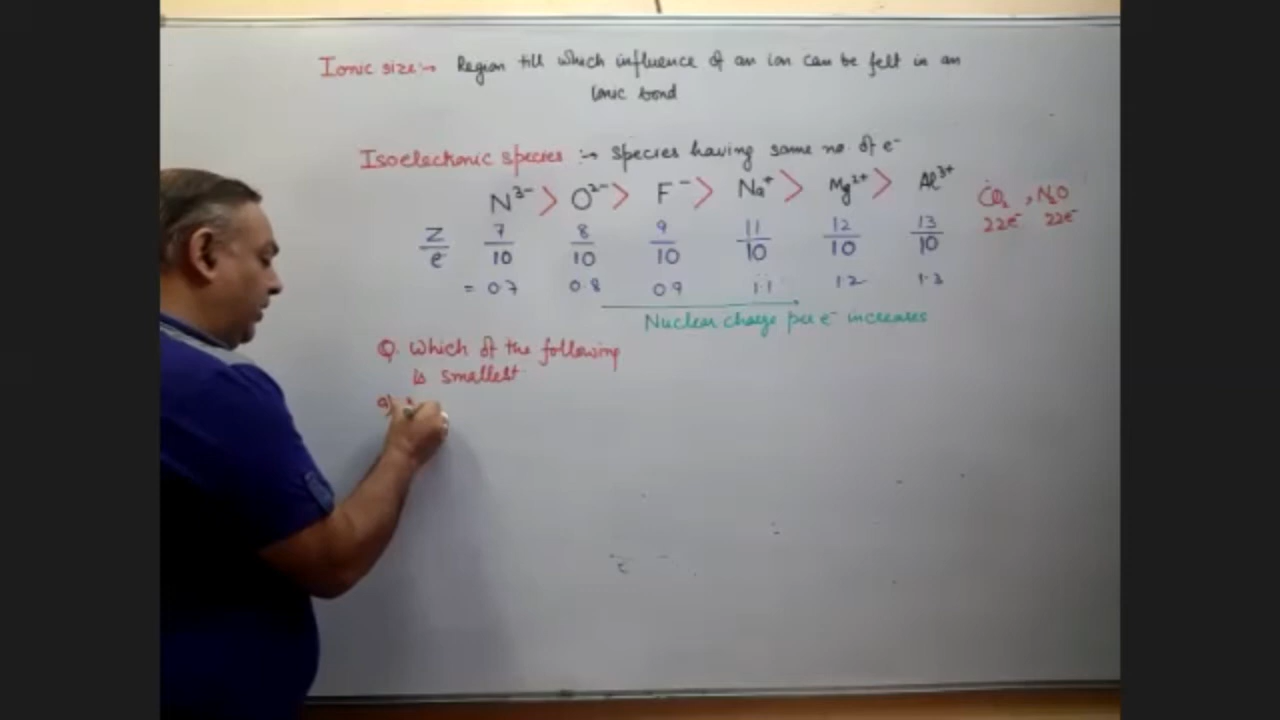 Ionic size :→ Region till which influence of an ion can be felt in an
Ionic bond
Isoelectronic species :→ Species having same no. of e⁻
N³⁻ > O²⁻ > F⁻ > Na⁺ > Mg²⁺ > Al³⁺ CO₂, N₂O
22e⁻ 22e⁻
Z/e⁻ 7/10 8/10 9/10 11/10 12/10 13/10
= 0.7 0.8 0.9 1.1 1.2 1.3
Nuclear charge per e⁻ increases
Q. Which of the following
is smallest
a)